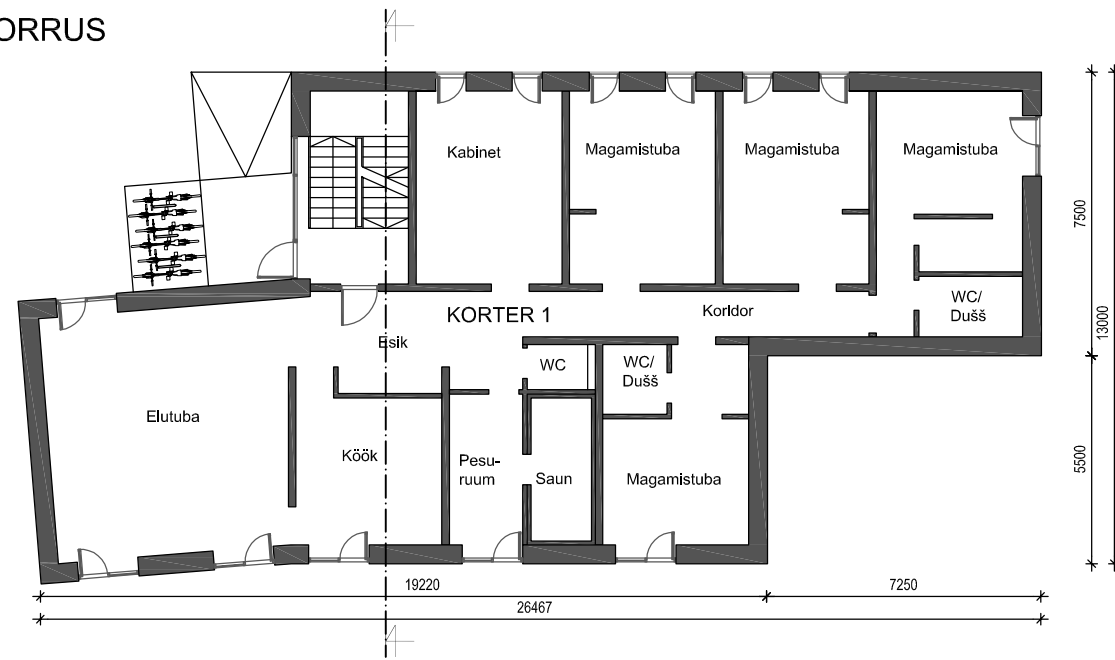 ORRUS
Kabinet
Magamistuba
Magamistuba
Magamistuba
KORTER 1
Koridor
WC/
Dušš
Esik
WC
WC/
Dušš
Elutuba
Köök
Pesu-
ruum
Saun
Magamistuba
7500
13000
5500
19220
7250
26467